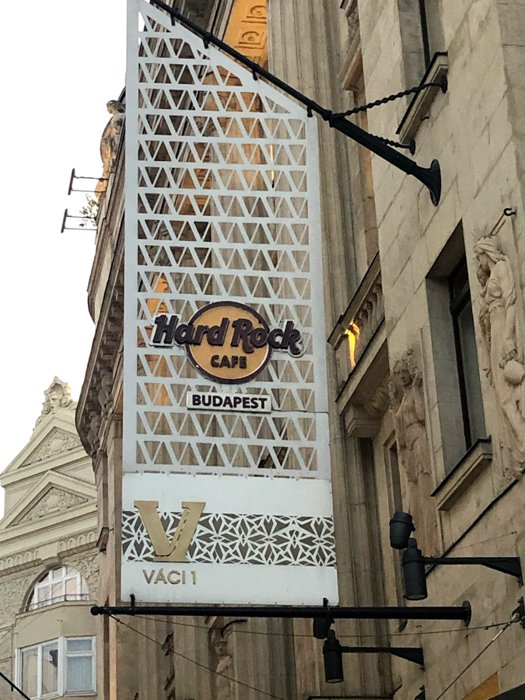 Hard Rock
CAFE
BUDAPEST
V
VÁCI 1